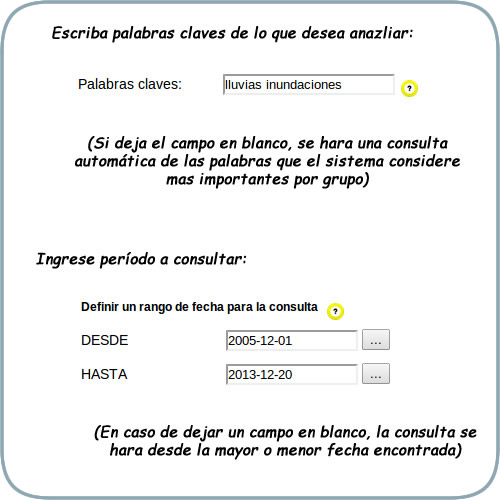 Escriba palabras claves de lo que desea anazliar:
Palabras claves: lluvias inundaciones ?
(Si deja el campo en blanco, se hara una consulta
automática de las palabras que el sistema considere
mas importantes por grupo)
Ingrese período a consultar:
Definir un rango de fecha para la consulta ?
DESDE 2005-12-01 ...
HASTA 2013-12-20 ...
(En caso de dejar un campo en blanco, la consulta se
hara desde la mayor o menor fecha encontrada)